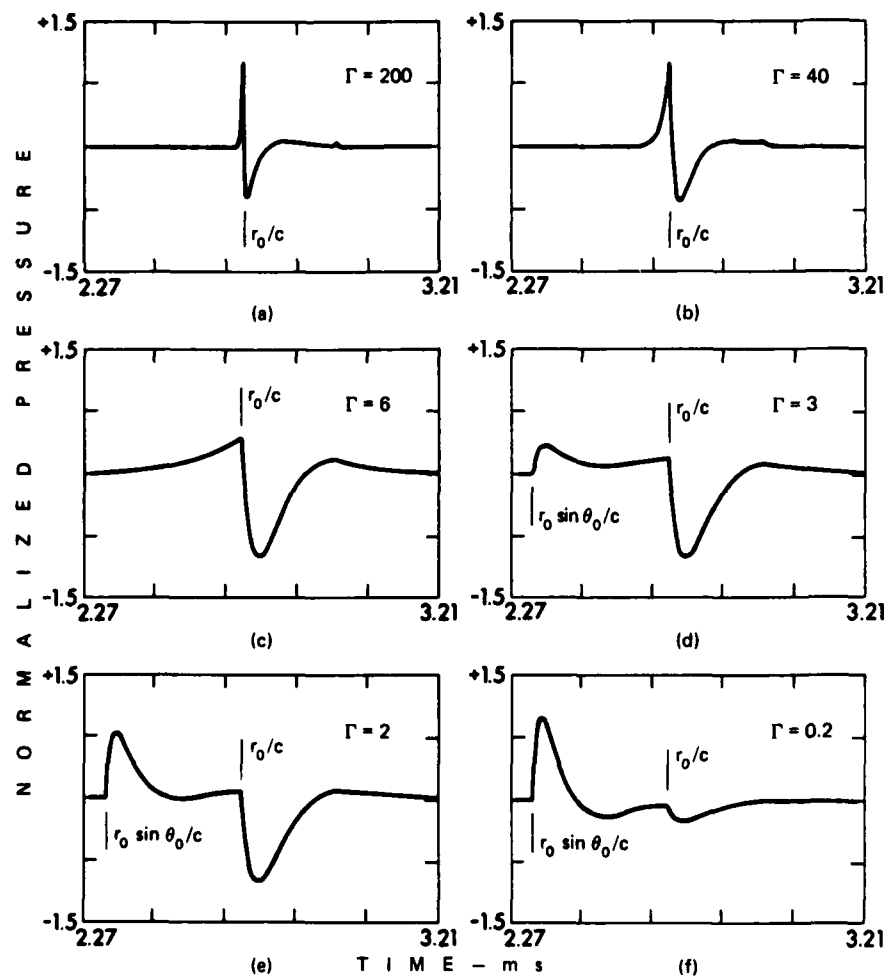 NORMALIZED PRESSURE
+1.5
Γ = 200
r₀/c
-1.5
2.27
3.21
(a)
+1.5
Γ = 40
r₀/c
-1.5
2.27
3.21
(b)
+1.5
r₀/c
Γ = 6
-1.5
2.27
3.21
(c)
+1.5
r₀/c
Γ = 3
r₀ sin θ₀/c
-1.5
2.27
3.21
(d)
+1.5
r₀/c
Γ = 2
r₀ sin θ₀/c
-1.5
2.27
3.21
(e)
+1.5
r₀/c
Γ = 0.2
r₀ sin θ₀/c
-1.5
2.27
3.21
(f)
TIME – ms